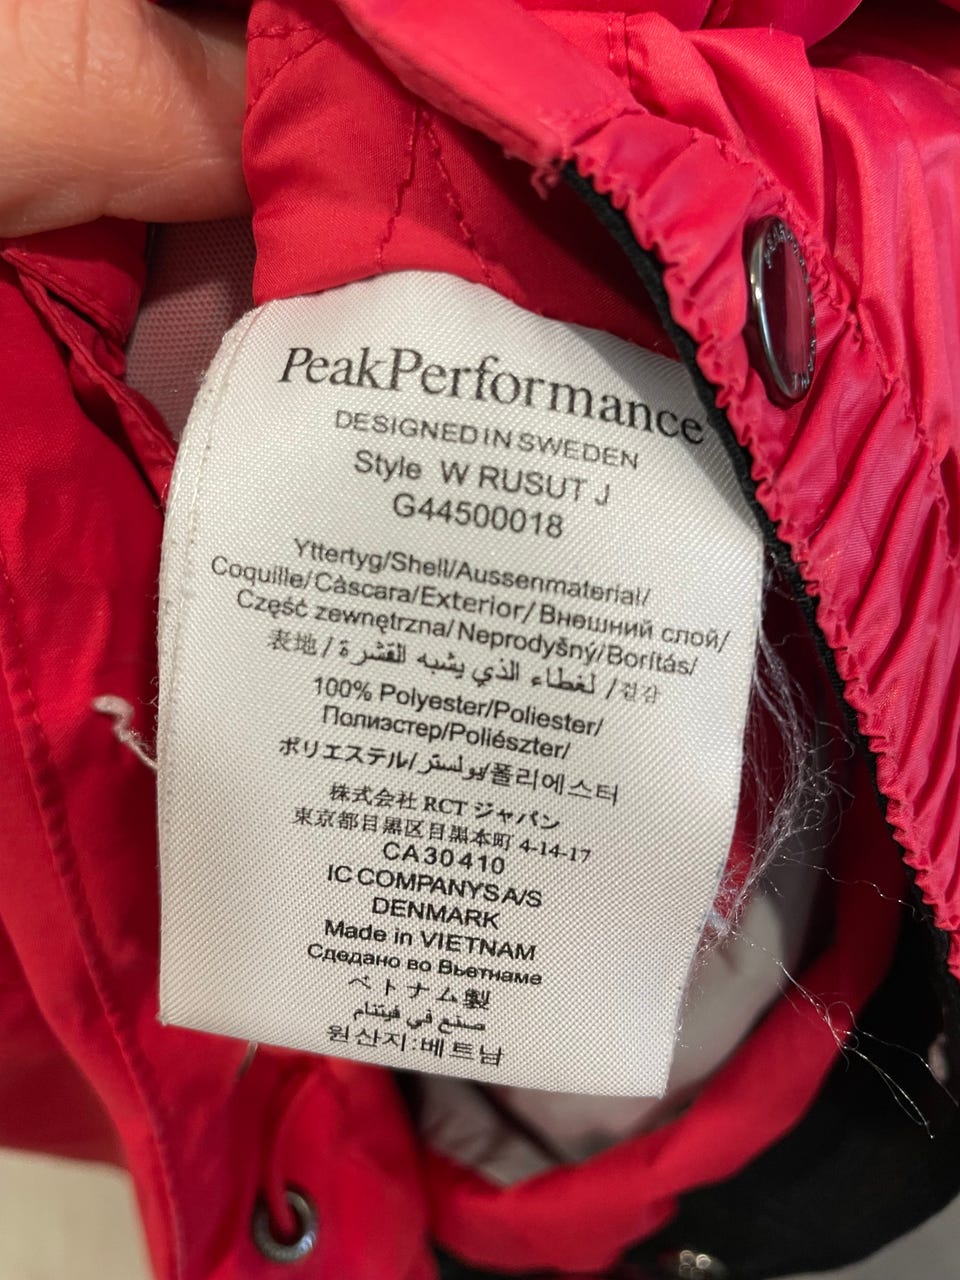 PeakPerformance
DESIGNED IN SWEDEN
Style W RUSUT J
G44500018
Yttertyg/Shell/Aussenmaterial/
Coquille/Cáscara/Exterior/Внешний слой/
Część zewnętrzna/Neprodyšný/Borítás/
表地/لغطاء الذي يشبه القشرة/겉감
100% Polyester/Poliester/
Полиэстер/Poliészter/
ポリエステル/بولستر/폴리에스터
株式会社 RCT ジャパン
東京都目黒区目黒本町 4-14-17
CA30410
IC COMPANYS A/S
DENMARK
Made in VIETNAM
Сделано во Вьетнаме
ベトナム製
صنع في فيتنام
원산지:베트남